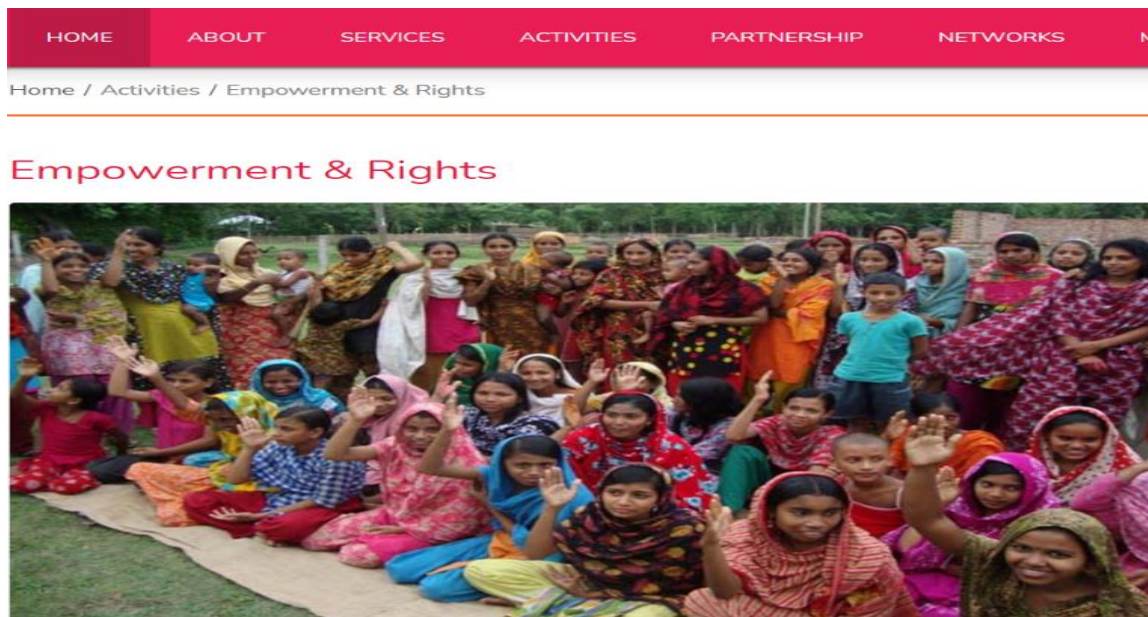 HOME ABOUT SERVICES ACTIVITIES PARTNERSHIP NETWORKS
Home / Activities / Empowerment & Rights
Empowerment & Rights